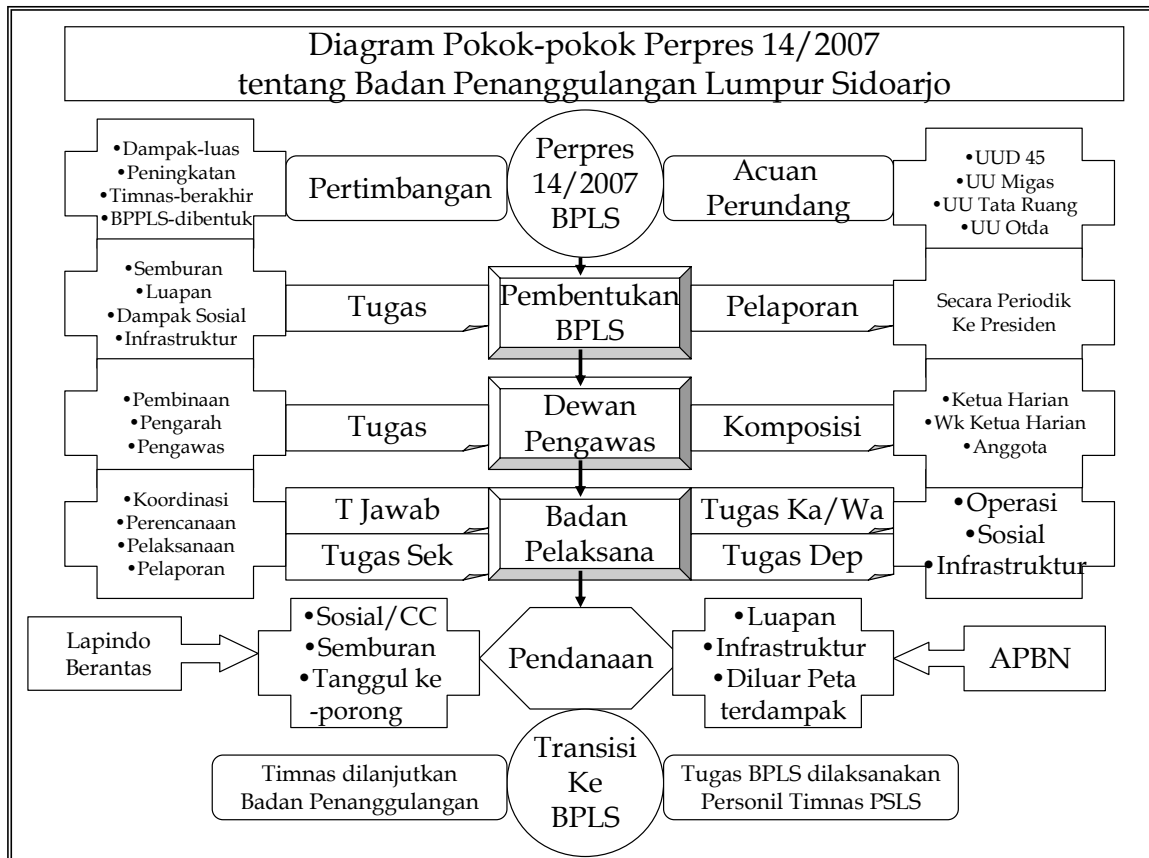 Diagram Pokok-pokok Perpres 14/2007
tentang Badan Penanggulangan Lumpur Sidoarjo
•Dampak-luas
•Peningkatan
•Timnas-berakhir
•BPPLS-dibentuk
Pertimbangan
Perpres
14/2007
BPLS
Acuan
Perundang
•UUD 45
•UU Migas
•UU Tata Ruang
•UU Otda
•Semburan
•Luapan
•Dampak Sosial
•Infrastruktur
Tugas
Pembentukan
BPLS
Pelaporan
Secara Periodik
Ke Presiden
•Pembinaan
•Pengarah
•Pengawas
Tugas
Dewan
Pengawas
Komposisi
•Ketua Harian
•Wk Ketua Harian
•Anggota
•Koordinasi
•Perencanaan
•Pelaksanaan
•Pelaporan
T Jawab
Tugas Sek
Badan
Pelaksana
Tugas Ka/Wa
Tugas Dep
•Operasi
•Sosial
•Infrastruktur
Lapindo
Berantas
•Sosial/CC
•Semburan
•Tanggul ke
-porong
Pendanaan
•Luapan
•Infrastruktur
•Diluar Peta
terdampak
APBN
Timnas dilanjutkan
Badan Penanggulangan
Transisi
Ke
BPLS
Tugas BPLS dilaksanakan
Personil Timnas PSLS